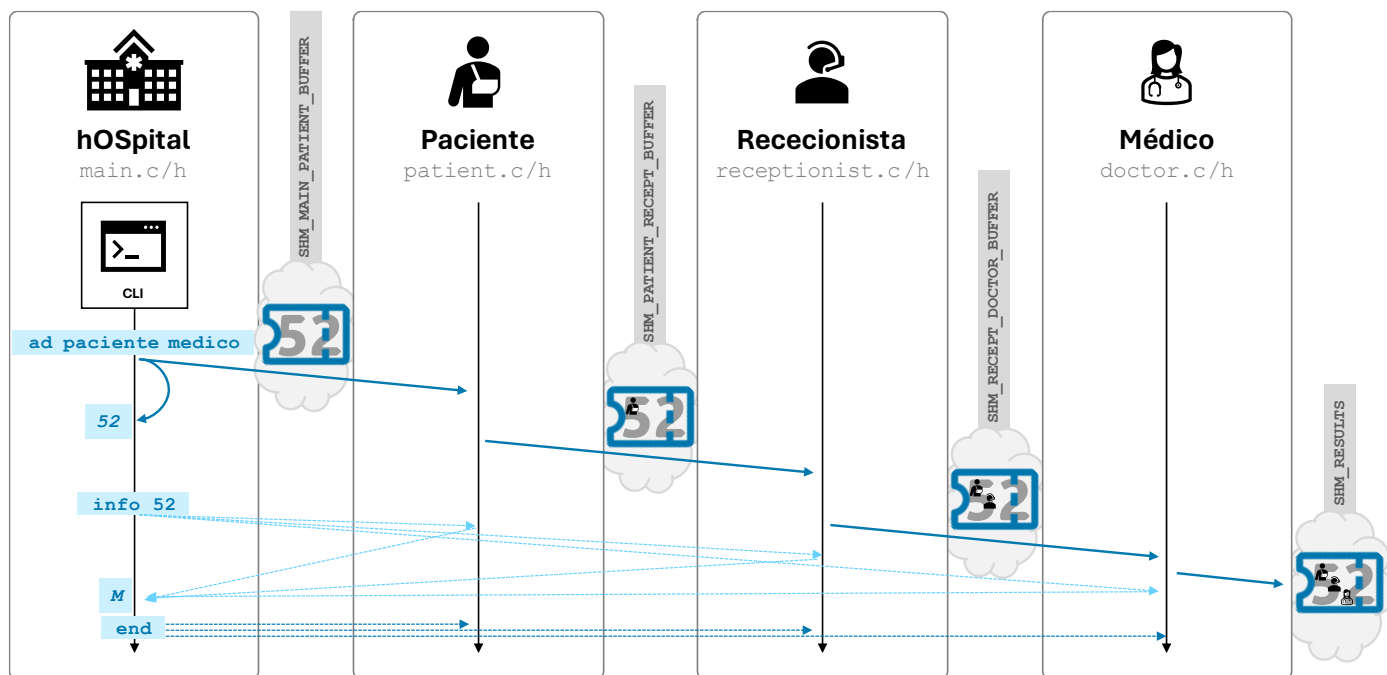 hOSpital
main.c/h
CLI
ad paciente medico
52
info 52
M
end
SHM_MAIN_PATIENT_BUFFER
52
Paciente
patient.c/h
SHM_PATIENT_RECEPT_BUFFER
52
Rececionista
receptionist.c/h
SHM_RECEPT_DOCTOR_BUFFER
52
Médico
doctor.c/h
SHM_RESULTS
52